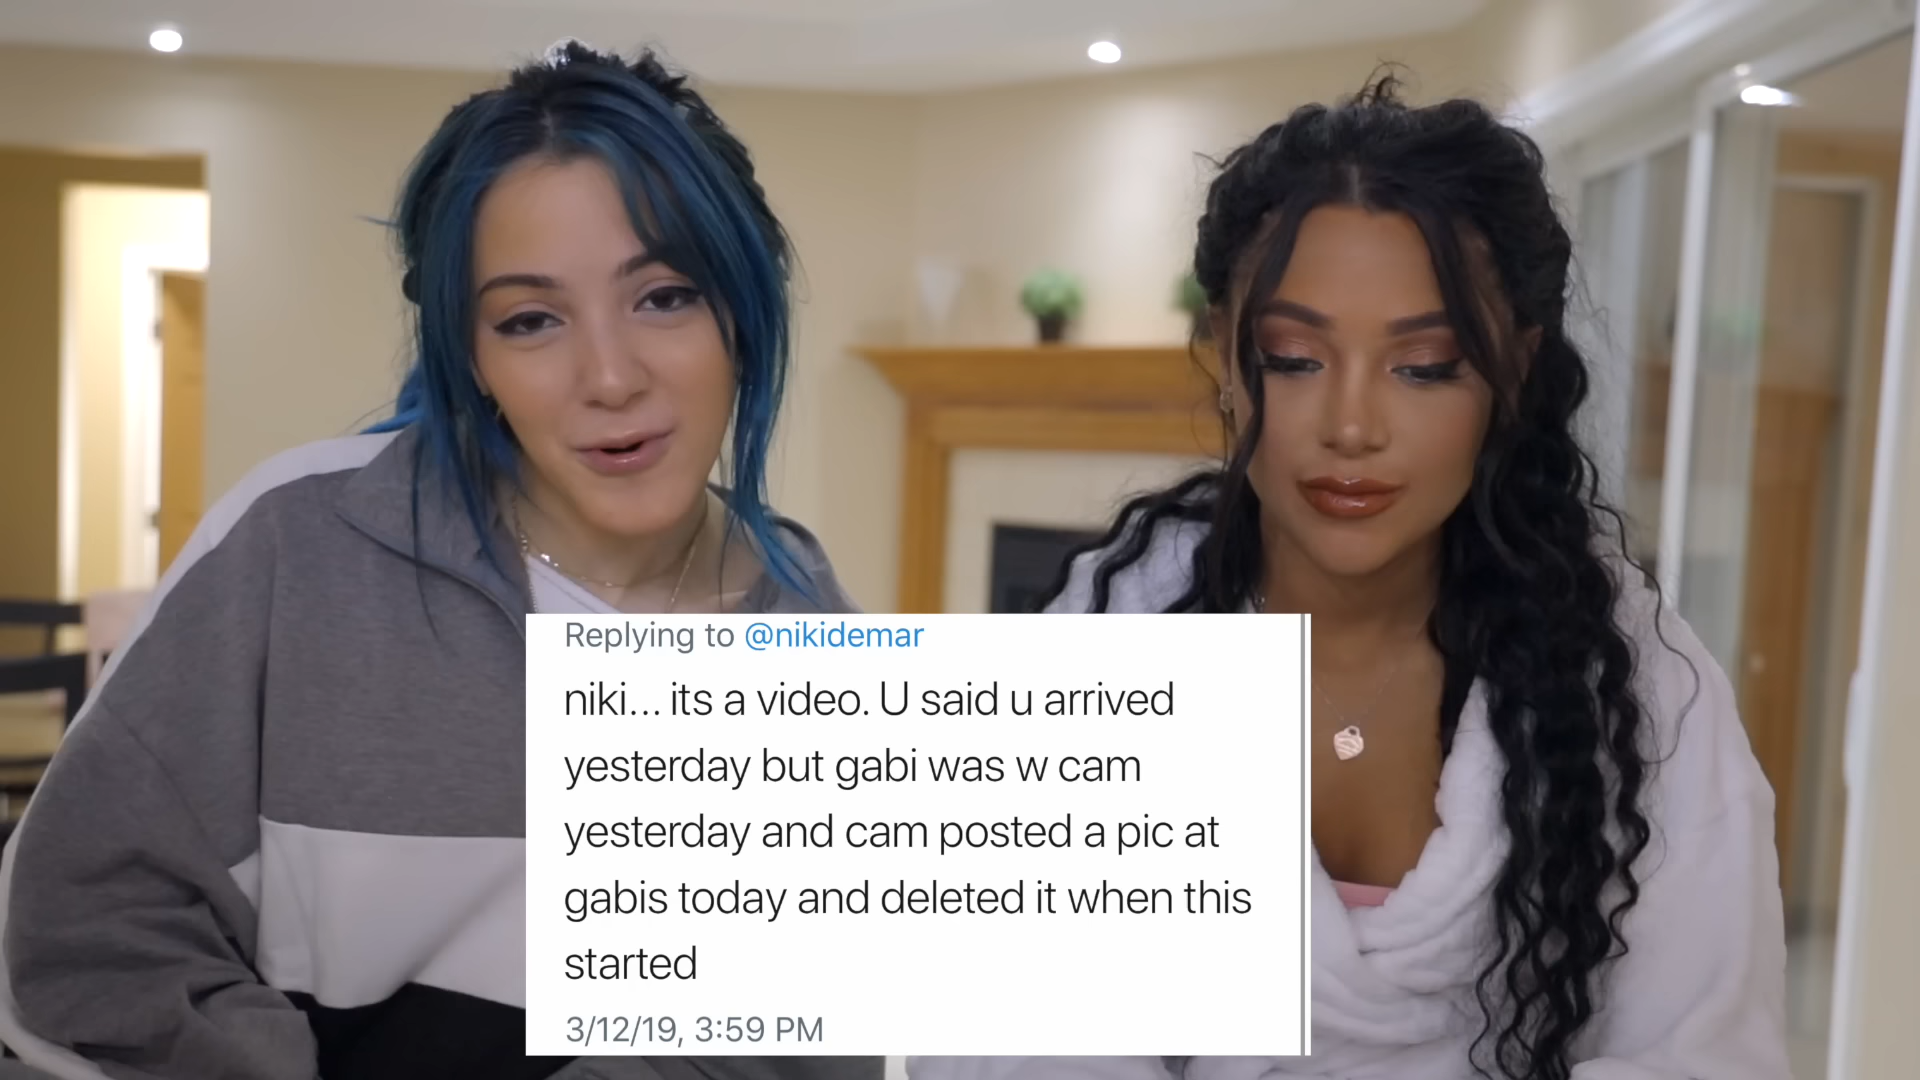 Replying to @nikidemar
niki... its a video. U said u arrived
yesterday but gabi was w cam
yesterday and cam posted a pic at
gabis today and deleted it when this
started
3/12/19, 3:59 PM